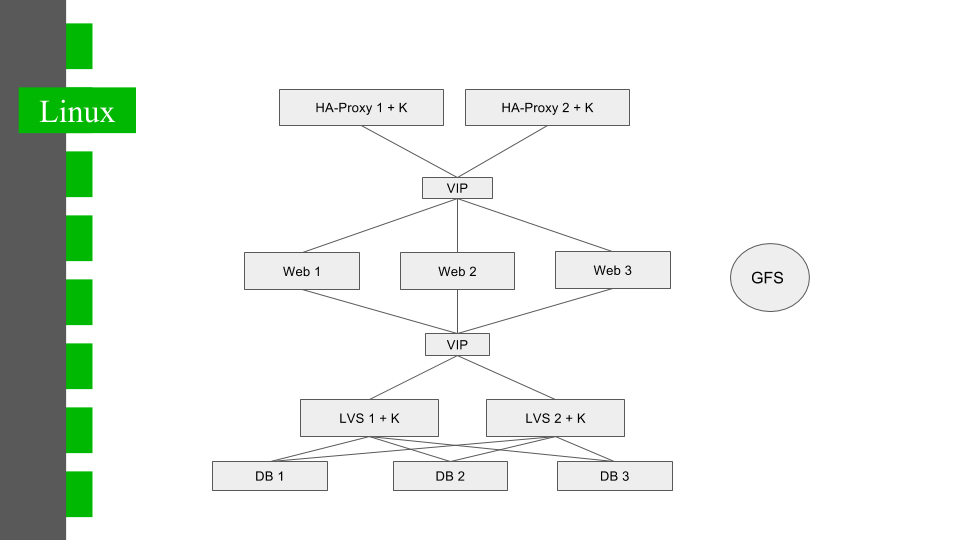 Linux
HA-Proxy 1 + K
HA-Proxy 2 + K
VIP
Web 1
Web 2
Web 3
GFS
VIP
LVS 1 + K
LVS 2 + K
DB 1
DB 2
DB 3